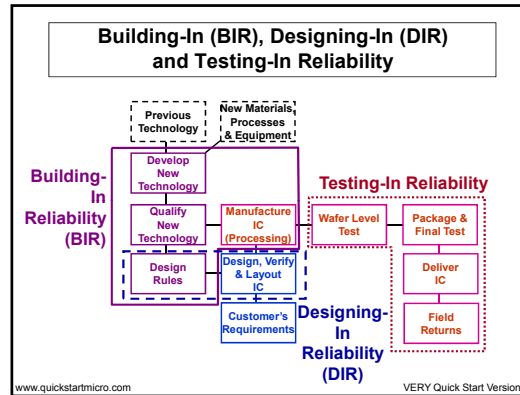 Building-In (BIR), Designing-In (DIR)
and Testing-In Reliability
Previous
Technology
New Materials,
Processes
& Equipment
Develop
New
Technology
Building-
In
Reliability
(BIR)
Testing-In Reliability
Qualify
New
Technology
Manufacture
IC
(Processing)
Wafer Level
Test
Package &
Final Test
Design
Rules
Design, Verify
& Layout
IC
Deliver
IC
Customer's
Requirements
Designing-
In
Reliability
(DIR)
Field
Returns
www.quickstartmicro.com
VERY Quick Start Version